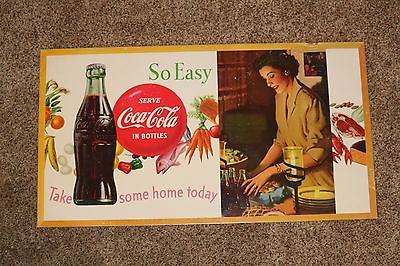 So Easy
SERVE
Coca-Cola
IN BOTTLES
Take some home today